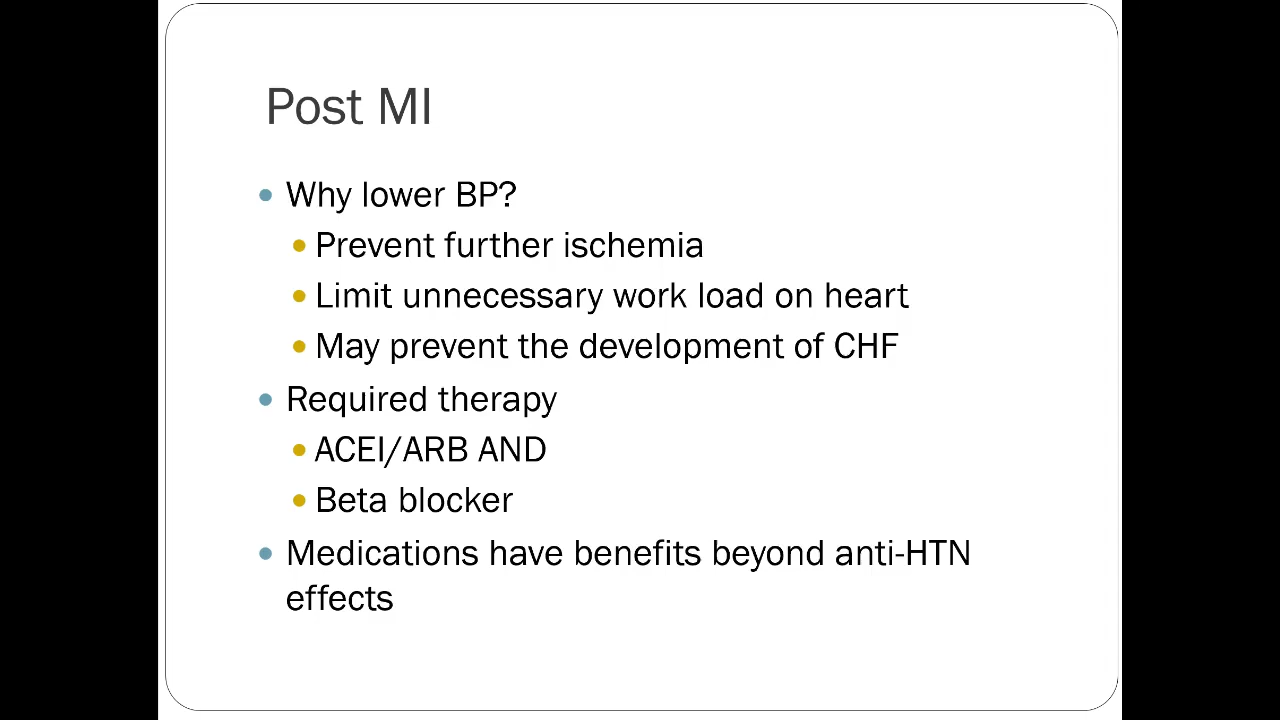 Post MI
Why lower BP?
Prevent further ischemia
Limit unnecessary work load on heart
May prevent the development of CHF
Required therapy
ACEI/ARB AND
Beta blocker
Medications have benefits beyond anti-HTN
effects